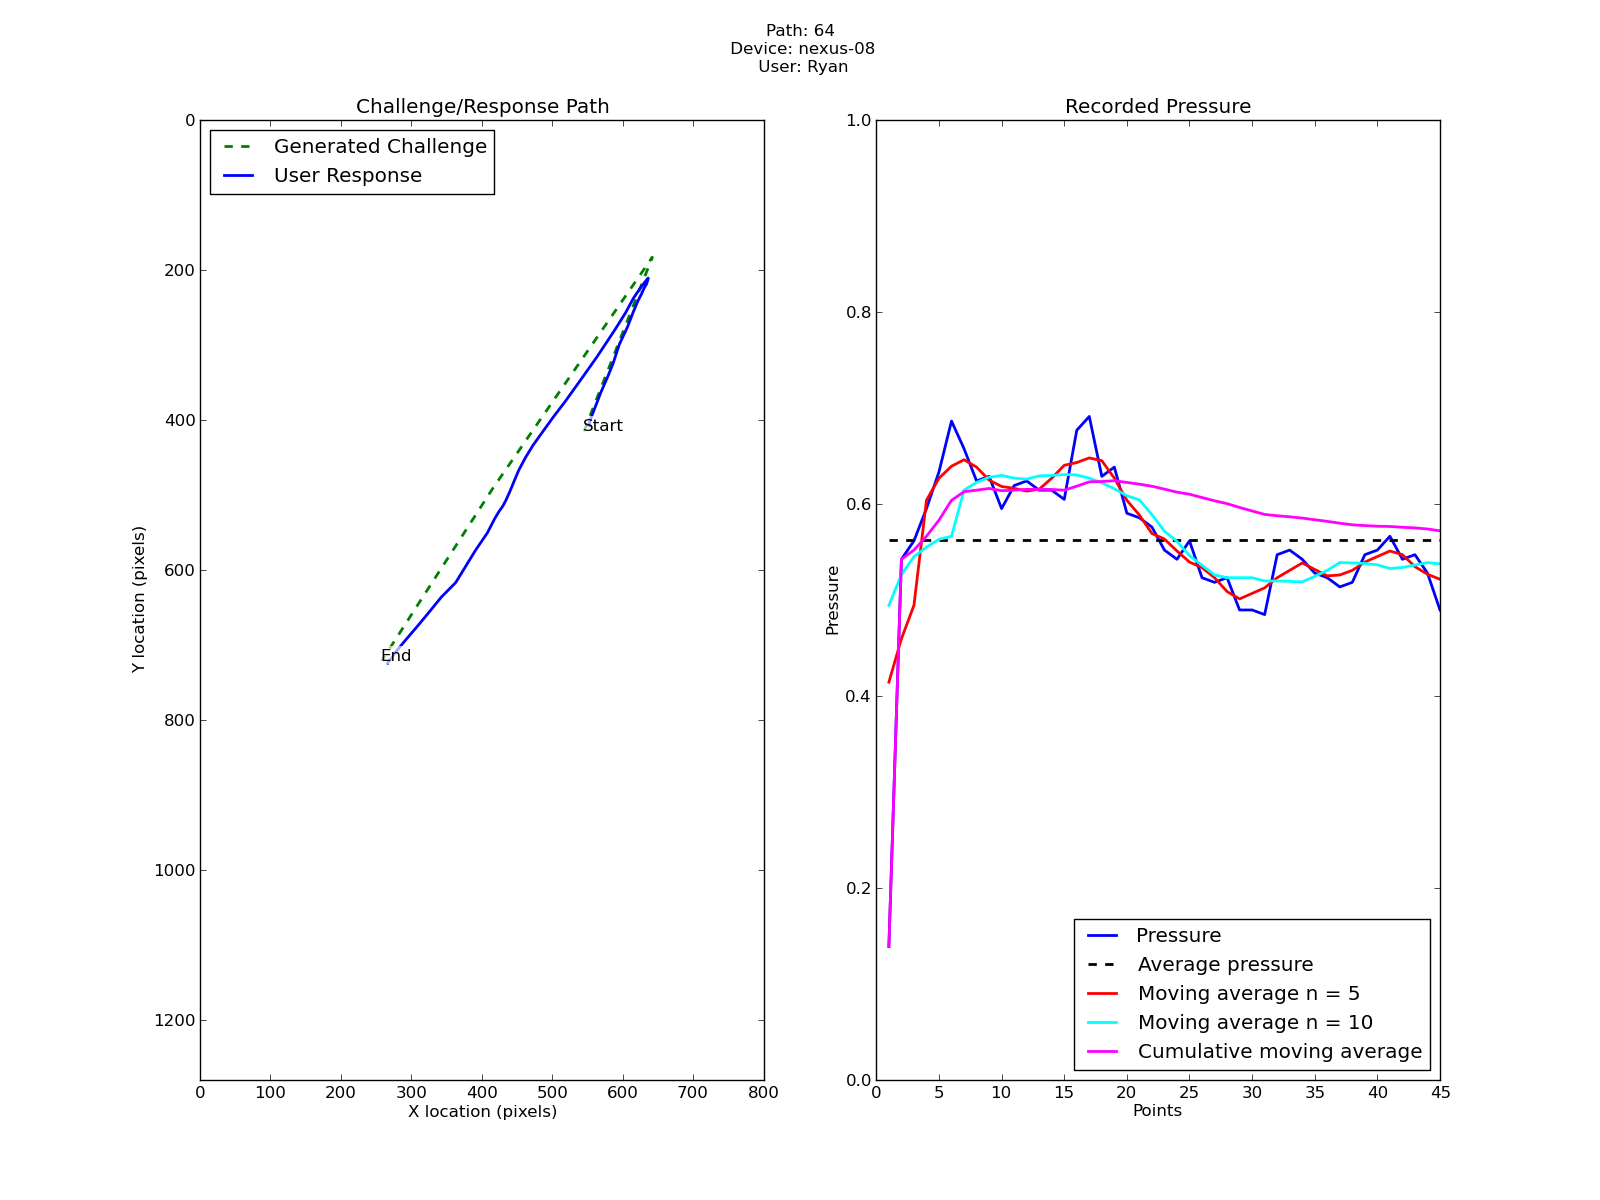 Path: 64
Device: nexus-08
User: Ryan
Challenge/Response Path
0
200
400
600
800
1000
1200
Y location (pixels)
Generated Challenge
User Response
Start
End
0 100 200 300 400 500 600 700 800
X location (pixels)
Recorded Pressure
1.0
0.8
0.6
0.4
0.2
0.0
Pressure
Pressure
Average pressure
Moving average n = 5
Moving average n = 10
Cumulative moving average
0 5 10 15 20 25 30 35 40 45
Points